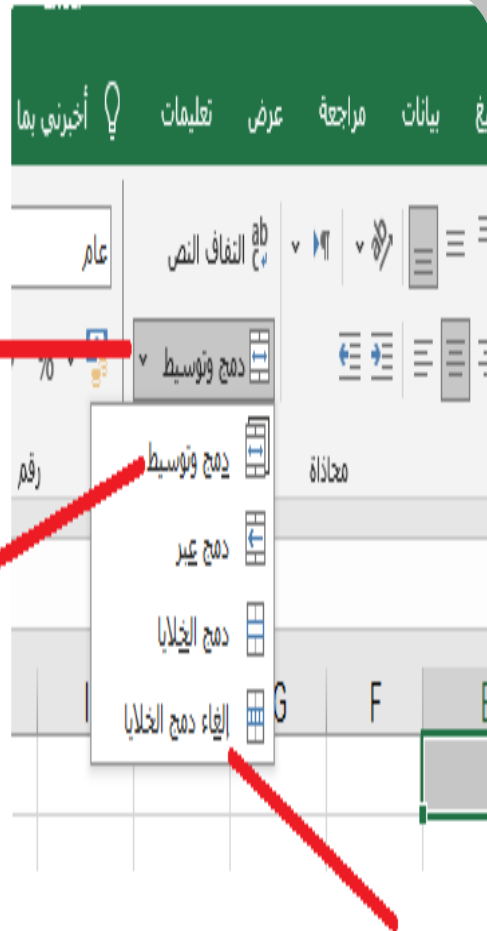 بيانات مراجعة عرض تعليمات أخبرني بما
ab التفاف النص عام
دمج وتوسيط %
دمج وتوسيط
محاذاة رقم
دمج عبر
دمج الخلايا
إلغاء دمج الخلايا
E F G